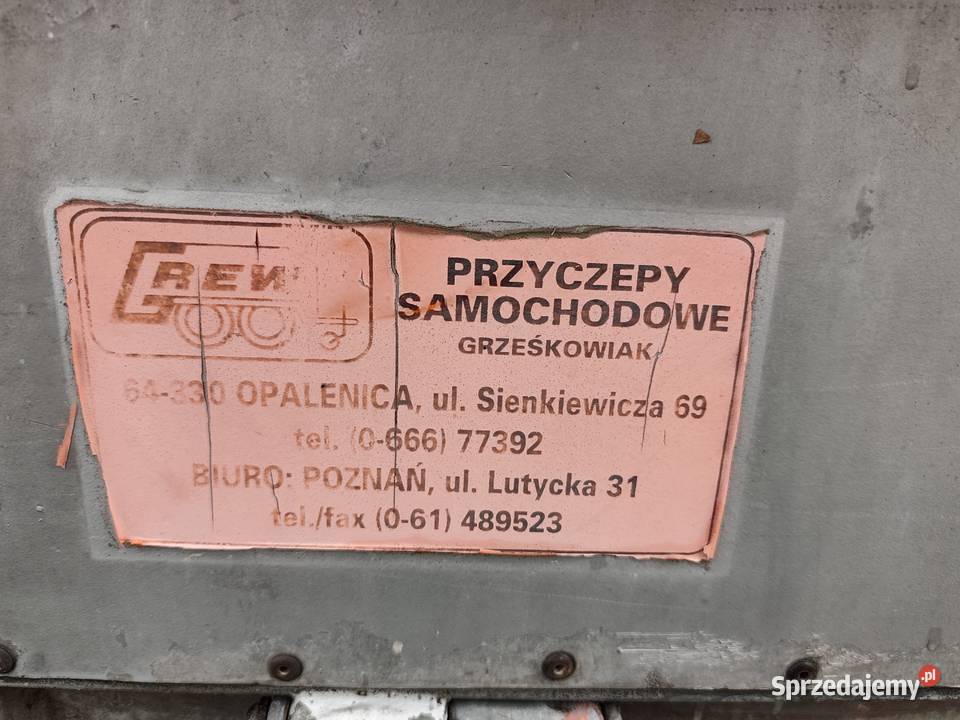 GREW
PRZYCZEPY
SAMOCHODOWE
GRZEŚKOWIAK
64-330 OPALENICA, ul. Sienkiewicza 69
tel. (0-666) 77392
BIURO: POZNAŃ, ul. Lutycka 31
tel./fax (0-61) 489523
Sprzedajemy.pl